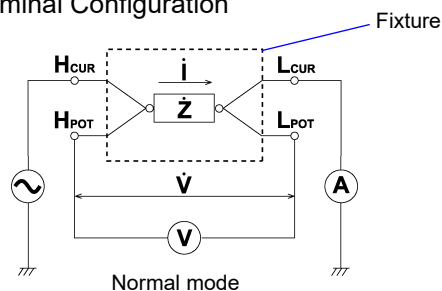 minal Configuration
Fixture
HCUR
i̇
LCUR
Ż
HPOT
LPOT
V̇
A
V
Normal mode